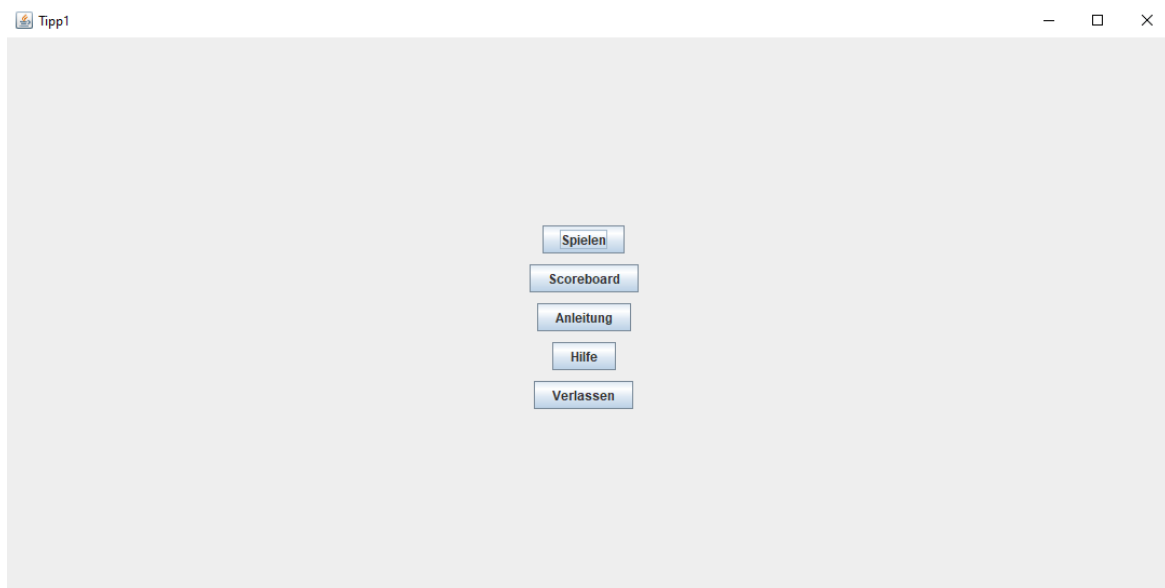 Tipp1
Spielen
Scoreboard
Anleitung
Hilfe
Verlassen